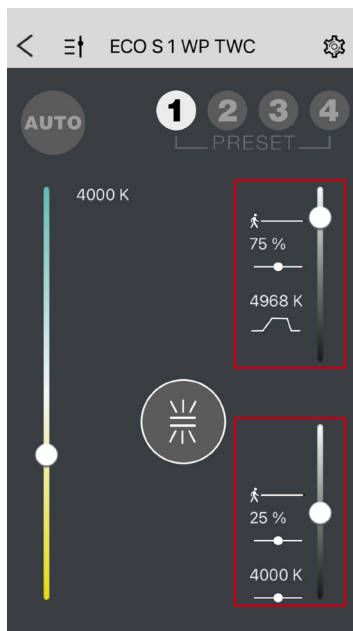 ECO S 1 WP TWC
AUTO
1 2 3 4
PRESET
4000 K
75 %
4968 K
25 %
4000 K